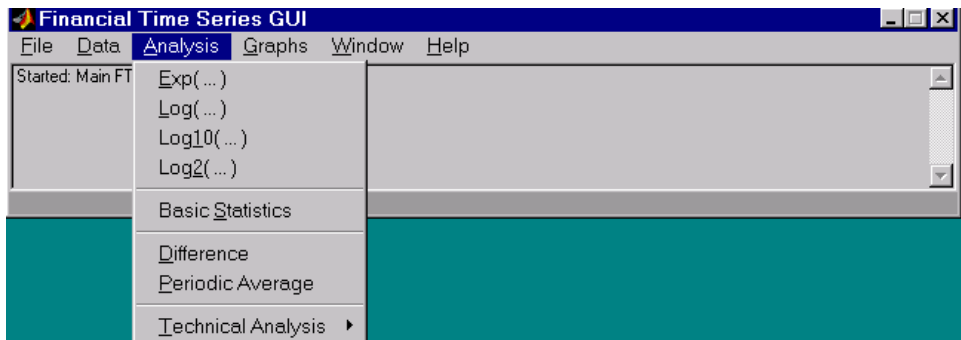 Financial Time Series GUI
File Data Analysis Graphs Window Help
Started: Main FT
Exp(...)
Log(...)
Log10(...)
Log2(...)
Basic Statistics
Difference
Periodic Average
Technical Analysis